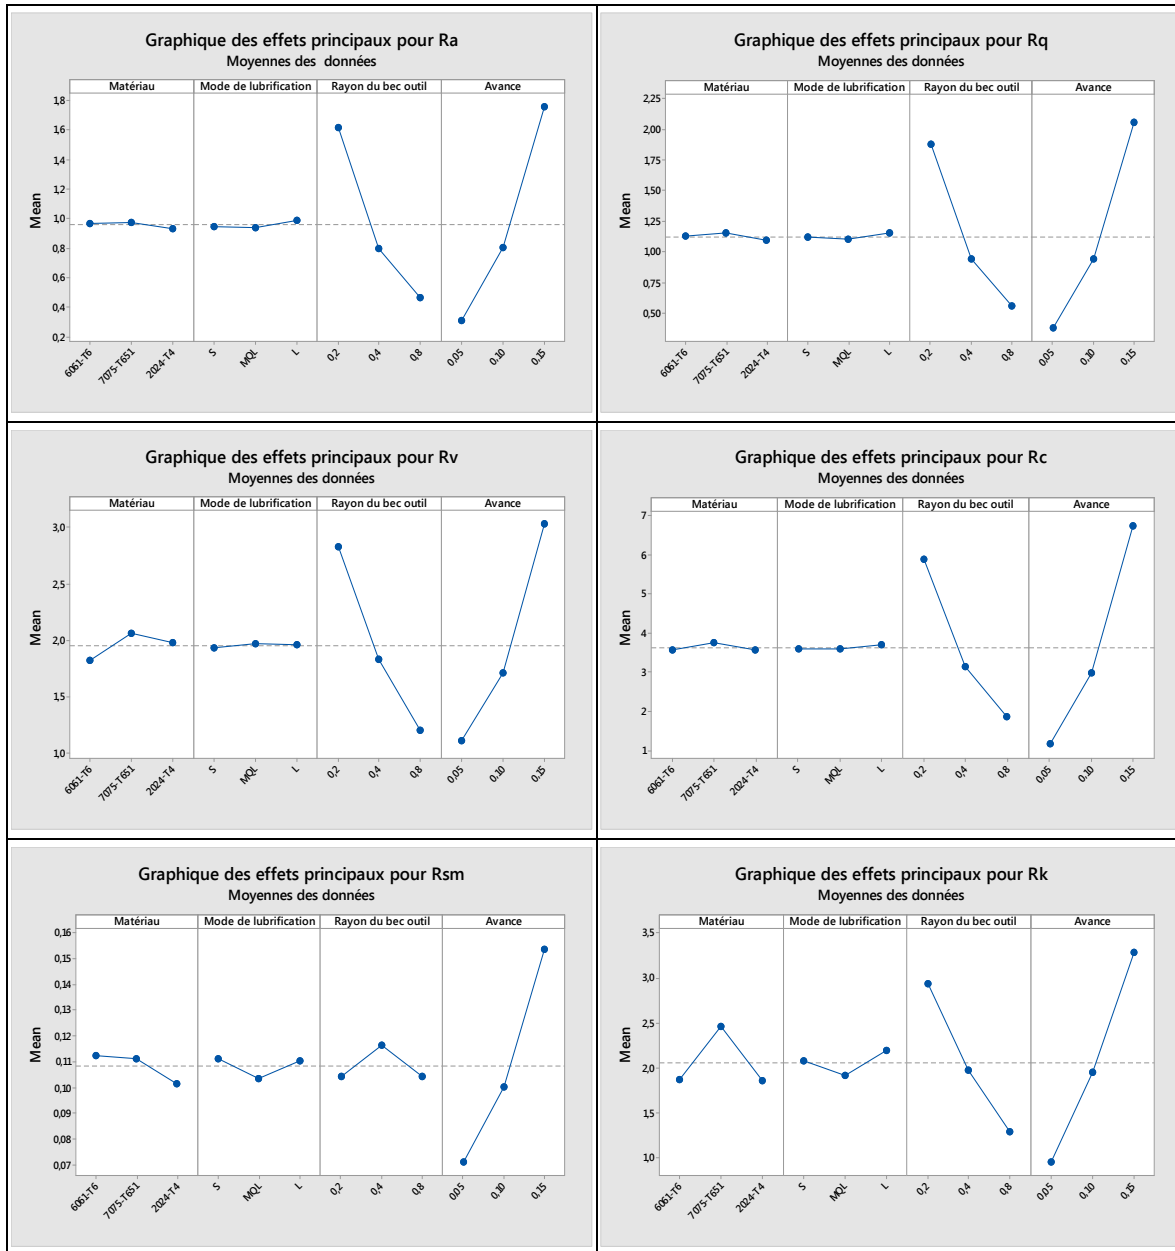 Graphique des effets principaux pour Ra
Moyennes des données
Matériau Mode de lubrification Rayon du bec outil Avance
Mean
1,8
1,6
1,4
1,2
1,0
0,8
0,6
0,4
0,2
6061-T6 7075-T651 2024-T4 S MQL L 0,2 0,4 0,8 0,05 0,10 0,15
Graphique des effets principaux pour Rq
Moyennes des données
Matériau Mode de lubrification Rayon du bec outil Avance
Mean
2,25
2,00
1,75
1,50
1,25
1,00
0,75
0,50
6061-T6 7075-T651 2024-T4 S MQL L 0,2 0,4 0,8 0,05 0,10 0,15
Graphique des effets principaux pour Rv
Moyennes des données
Matériau Mode de lubrification Rayon du bec outil Avance
Mean
3,0
2,5
2,0
1,5
1,0
6061-T6 7075-T651 2024-T4 S MQL L 0,2 0,4 0,8 0,05 0,10 0,15
Graphique des effets principaux pour Rc
Moyennes des données
Matériau Mode de lubrification Rayon du bec outil Avance
Mean
7
6
5
4
3
2
1
6061-T6 7075-T651 2024-T4 S MQL L 0,2 0,4 0,8 0,05 0,10 0,15
Graphique des effets principaux pour Rsm
Moyennes des données
Matériau Mode de lubrification Rayon du bec outil Avance
Mean
0,16
0,15
0,14
0,13
0,12
0,11
0,10
0,09
0,08
0,07
6061-T6 7075-T651 2024-T4 S MQL L 0,2 0,4 0,8 0,05 0,10 0,15
Graphique des effets principaux pour Rk
Moyennes des données
Matériau Mode de lubrification Rayon du bec outil Avance
Mean
3,5
3,0
2,5
2,0
1,5
1,0
6061-T6 7075-T651 2024-T4 S MQL L 0,2 0,4 0,8 0,05 0,10 0,15